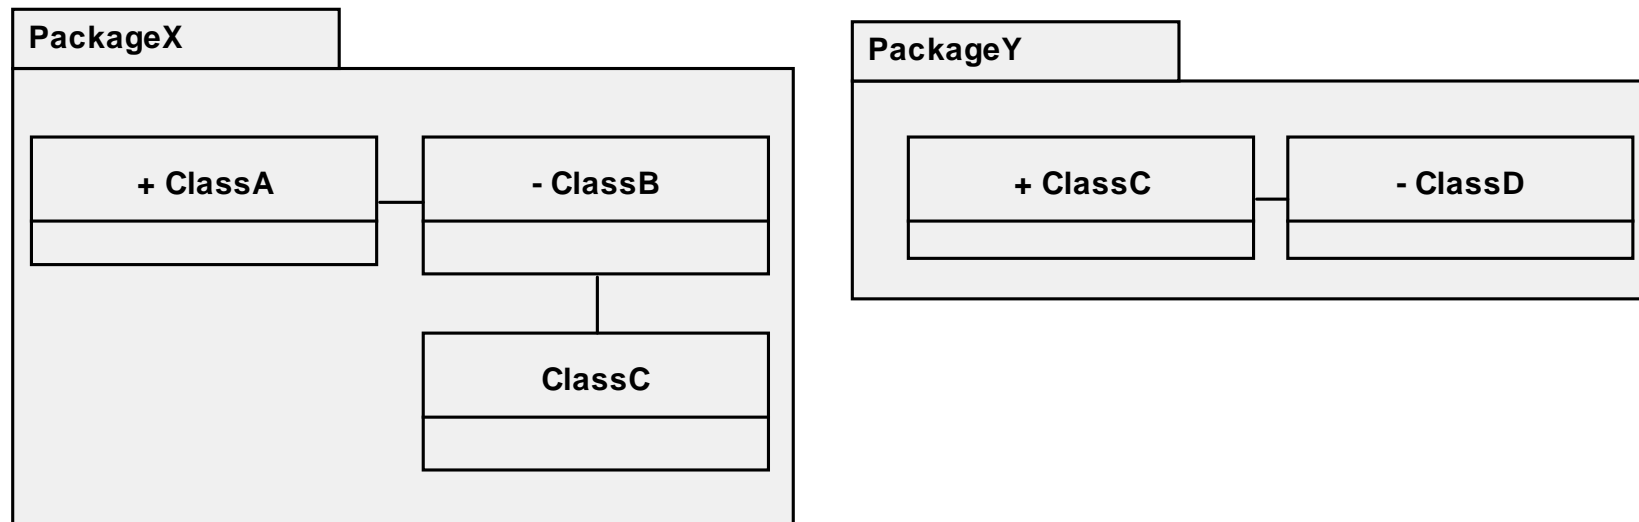 PackageX
+ ClassA
- ClassB
ClassC
PackageY
+ ClassC
- ClassD